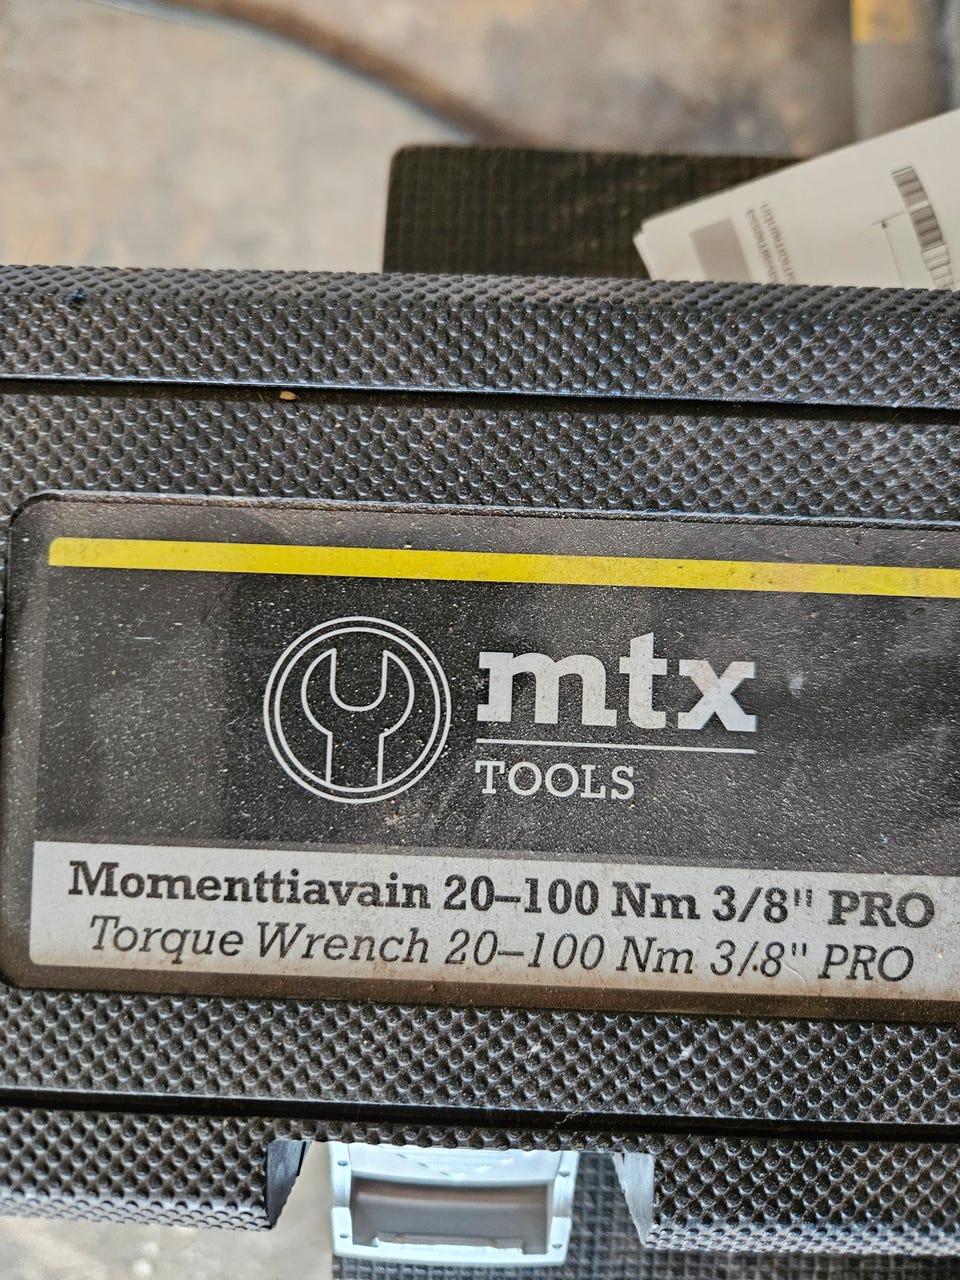 mtx
TOOLS
Momenttiavain 20–100 Nm 3/8" PRO
Torque Wrench 20–100 Nm 3/8" PRO